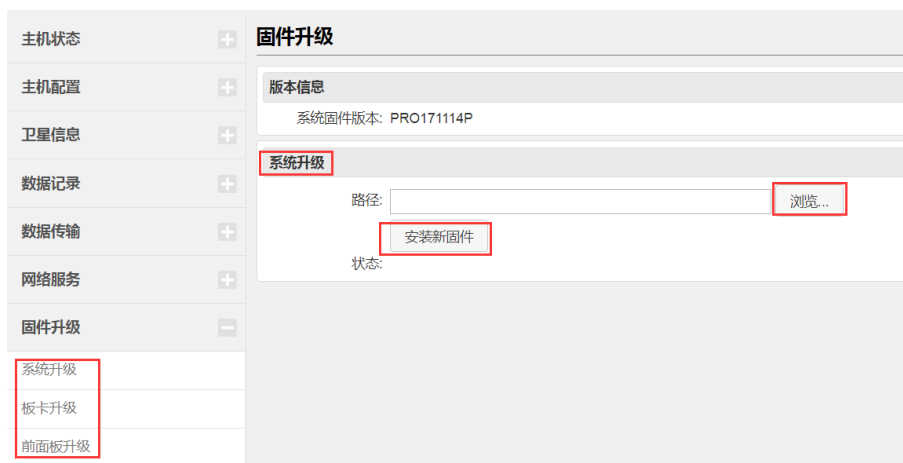 主机状态
主机配置
卫星信息
数据记录
数据传输
网络服务
固件升级
系统升级
板卡升级
前面板升级
固件升级
版本信息
系统固件版本: PRO171114P
系统升级
路径: 浏览...
安装新固件
状态: